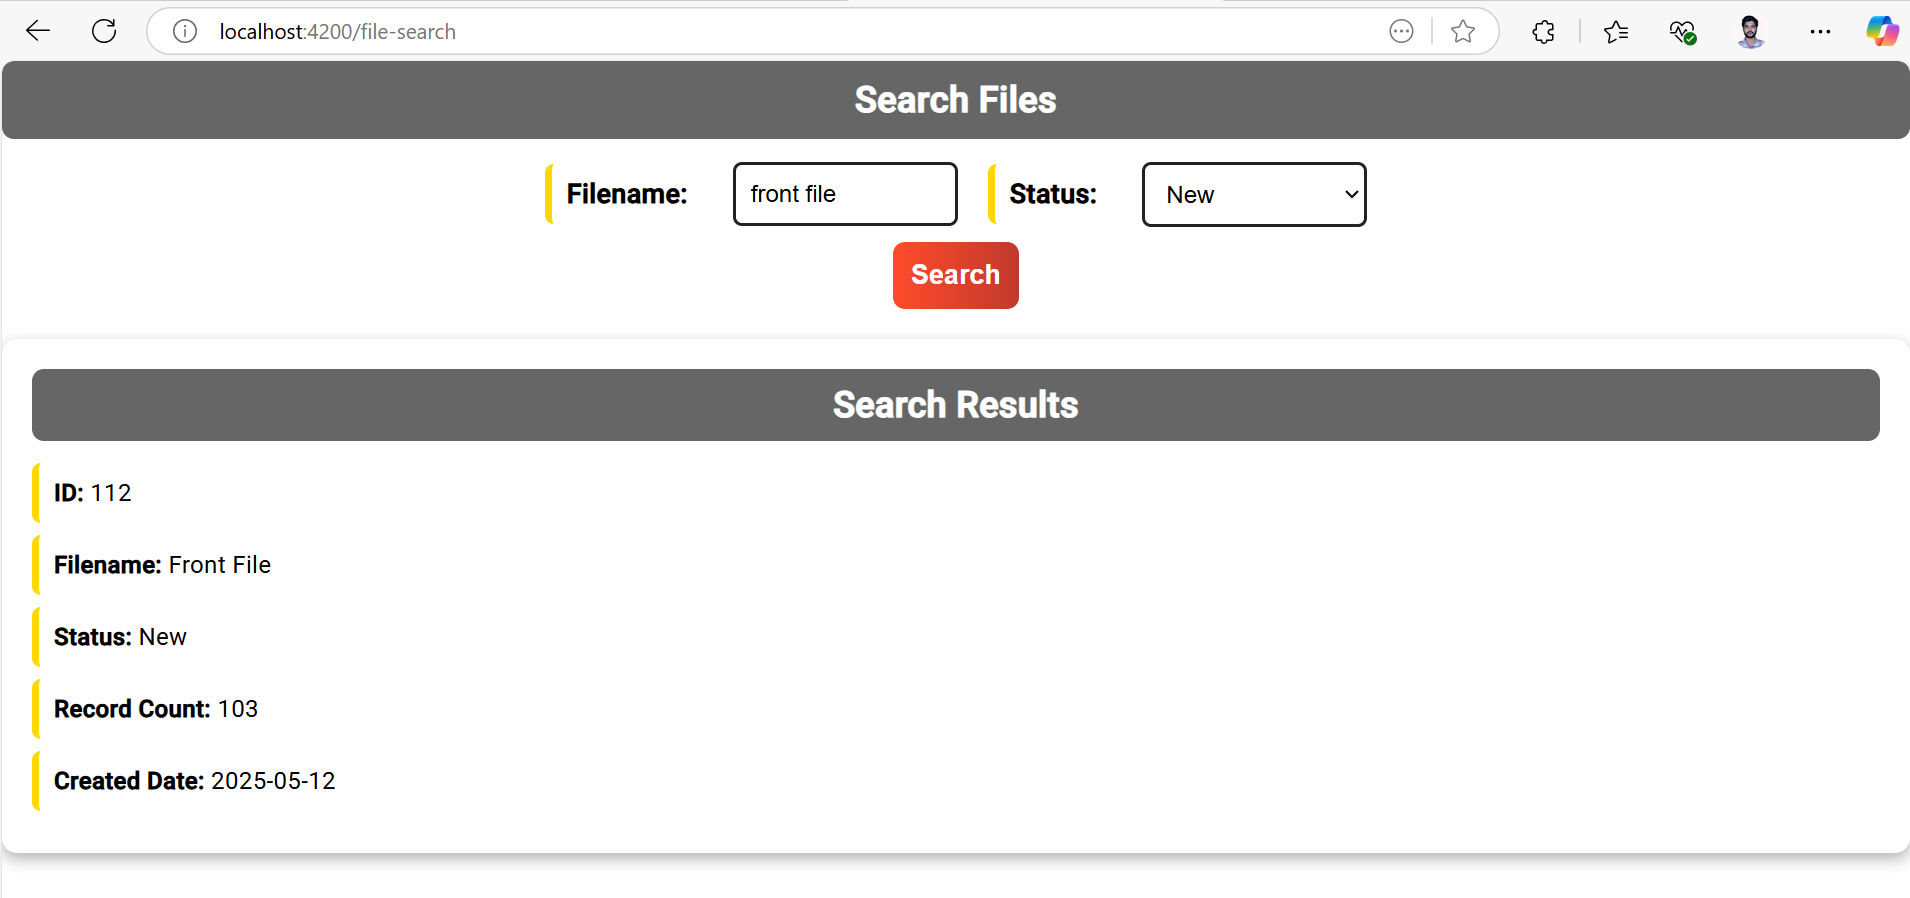 localhost:4200/file-search
Search Files
Filename: front file Status: New
Search
Search Results
ID: 112
Filename: Front File
Status: New
Record Count: 103
Created Date: 2025-05-12